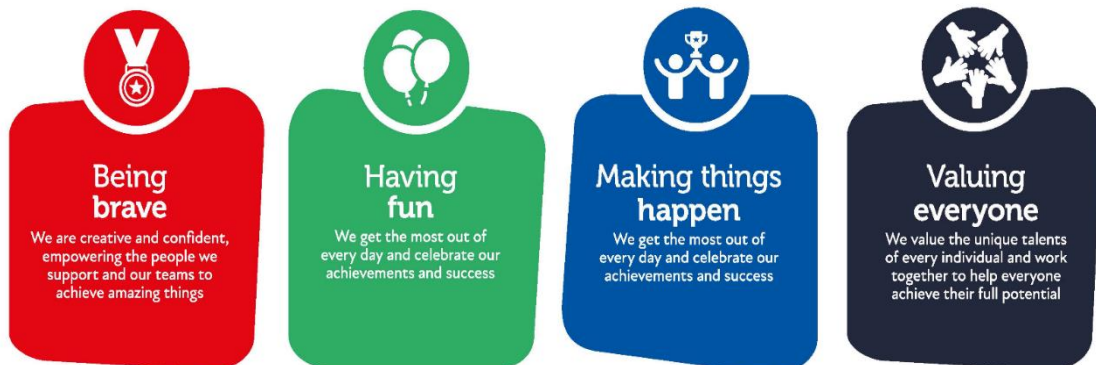 Being
brave
We are creative and confident,
empowering the people we
support and our teams to
achieve amazing things
Having
fun
We get the most out of
every day and celebrate our
achievements and success
Making things
happen
We get the most out of
every day and celebrate our
achievements and success
Valuing
everyone
We value the unique talents
of every individual and work
together to help everyone
achieve their full potential